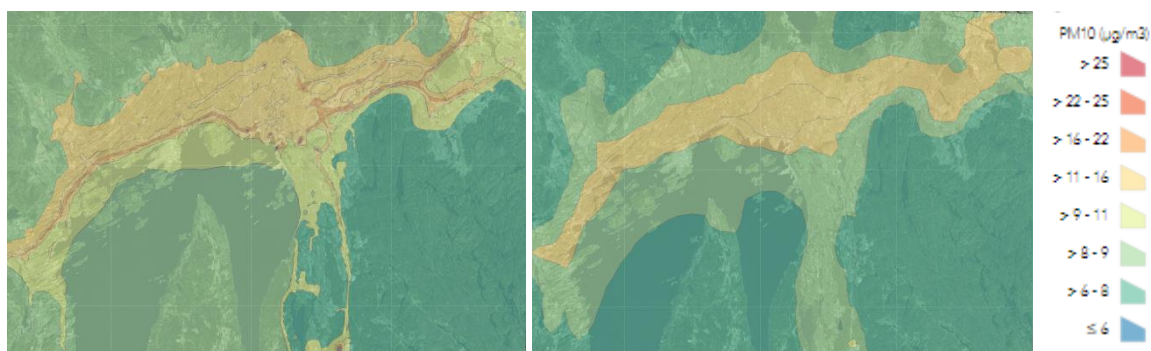 PM10 (µg/m3)
> 25
> 22 - 25
> 16 - 22
> 11 - 16
> 9 - 11
> 8 - 9
> 6 - 8
≤ 6